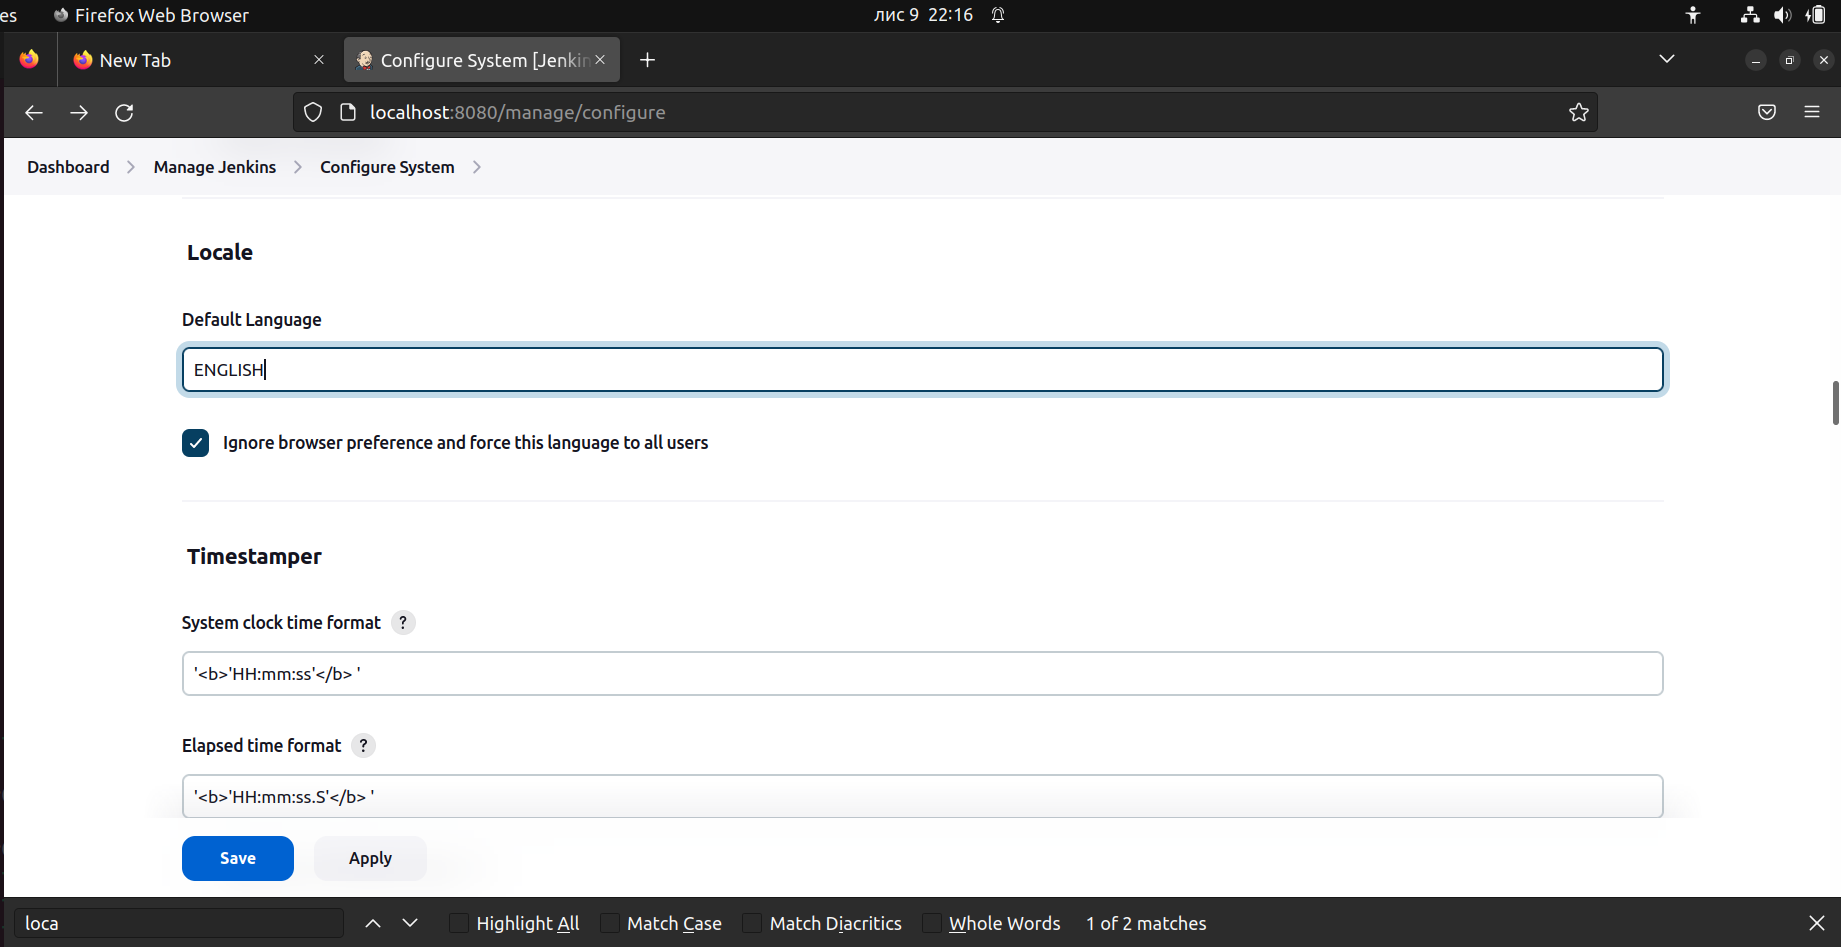 es Firefox Web Browser лис 9 22:16
New Tab Configure System [Jenkin
localhost:8080/manage/configure
Dashboard Manage Jenkins Configure System
Locale
Default Language
ENGLISH
Ignore browser preference and force this language to all users
Timestamper
System clock time format ?
'<b>'HH:mm:ss'</b> '
Elapsed time format ?
'<b>'HH:mm:ss.S'</b> '
Save Apply
loca Highlight All Match Case Match Diacritics Whole Words 1 of 2 matches